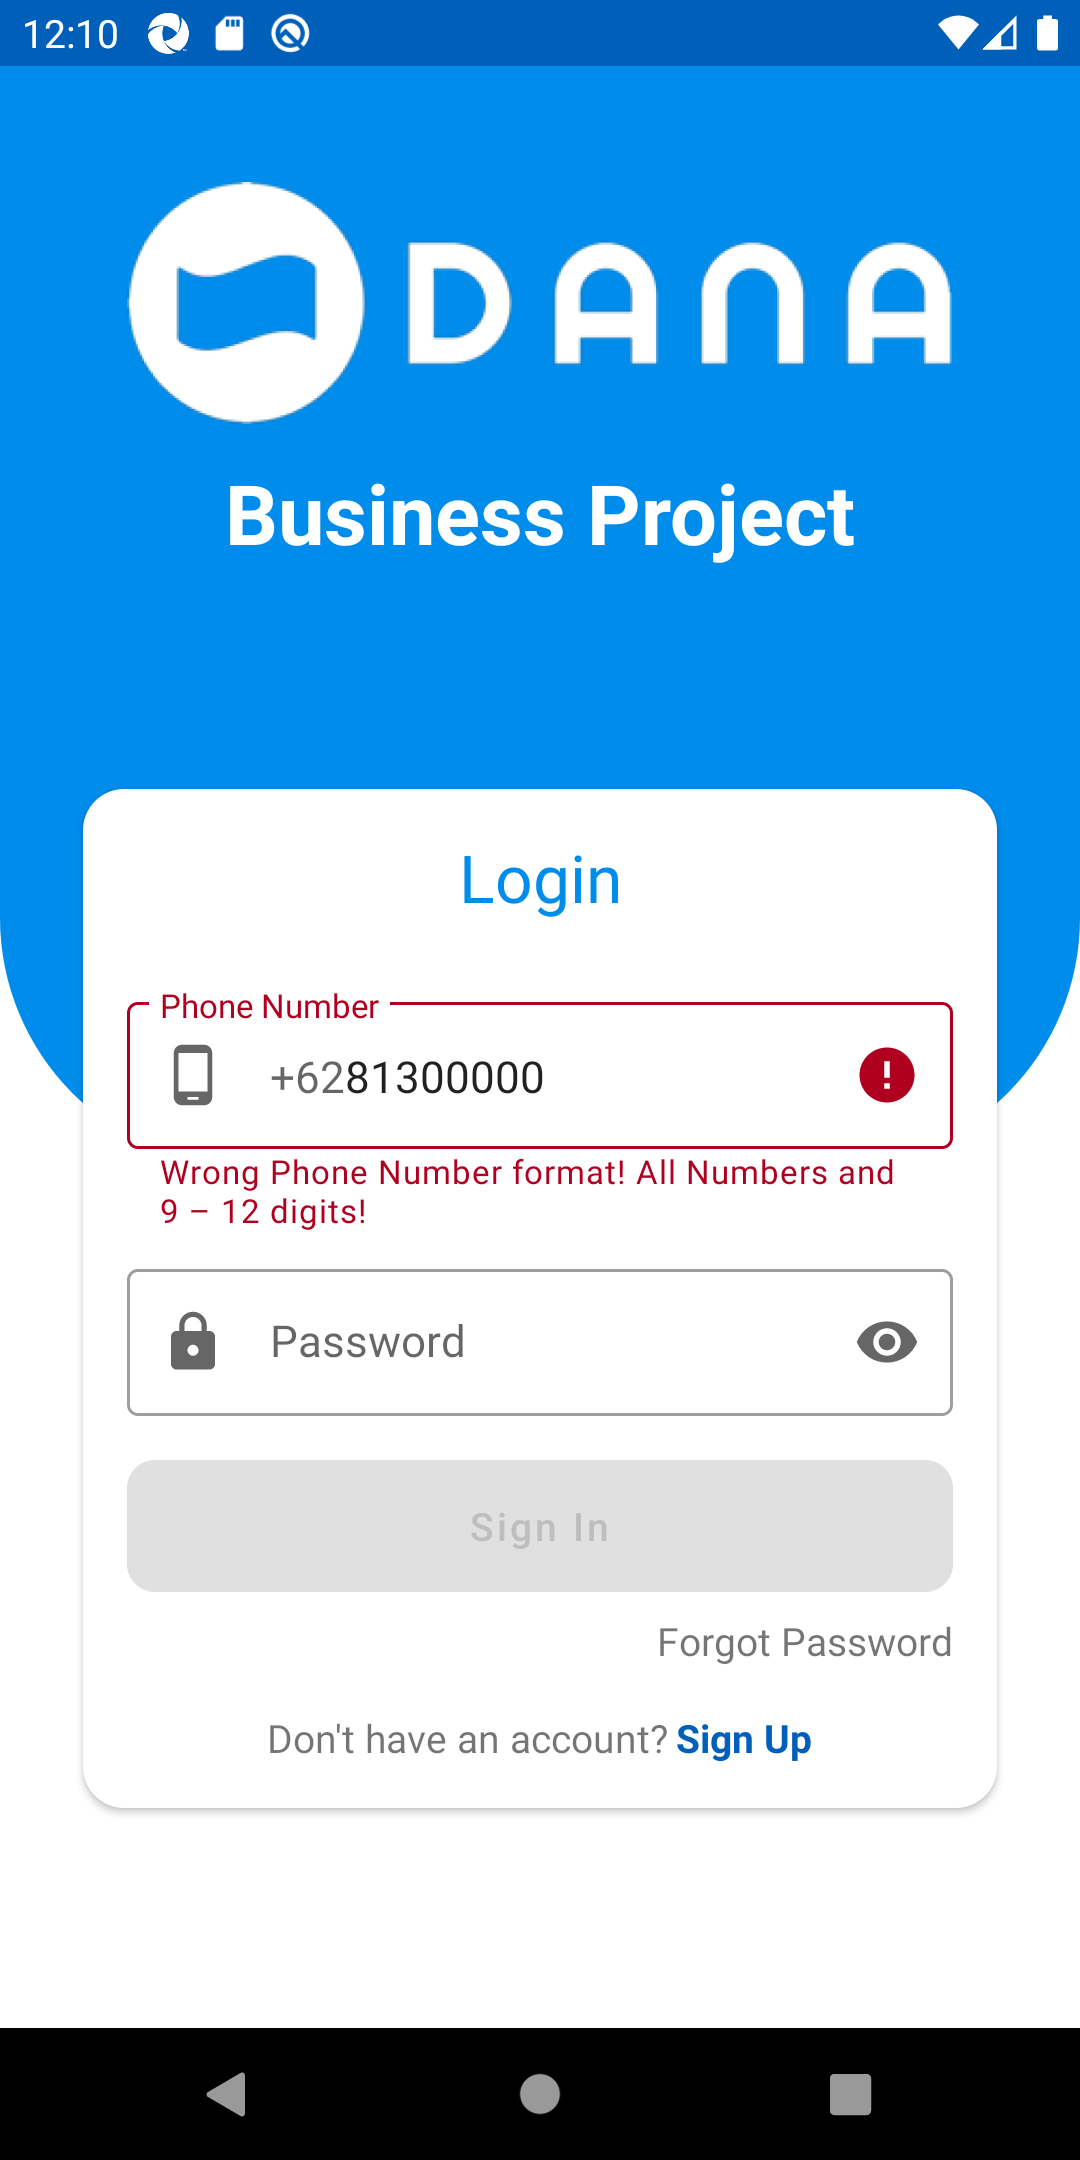 12:10
DANA
Business Project
Login
Phone Number
+6281300000
Wrong Phone Number format! All Numbers and
9 – 12 digits!
Password
Sign In
Forgot Password
Don't have an account? Sign Up